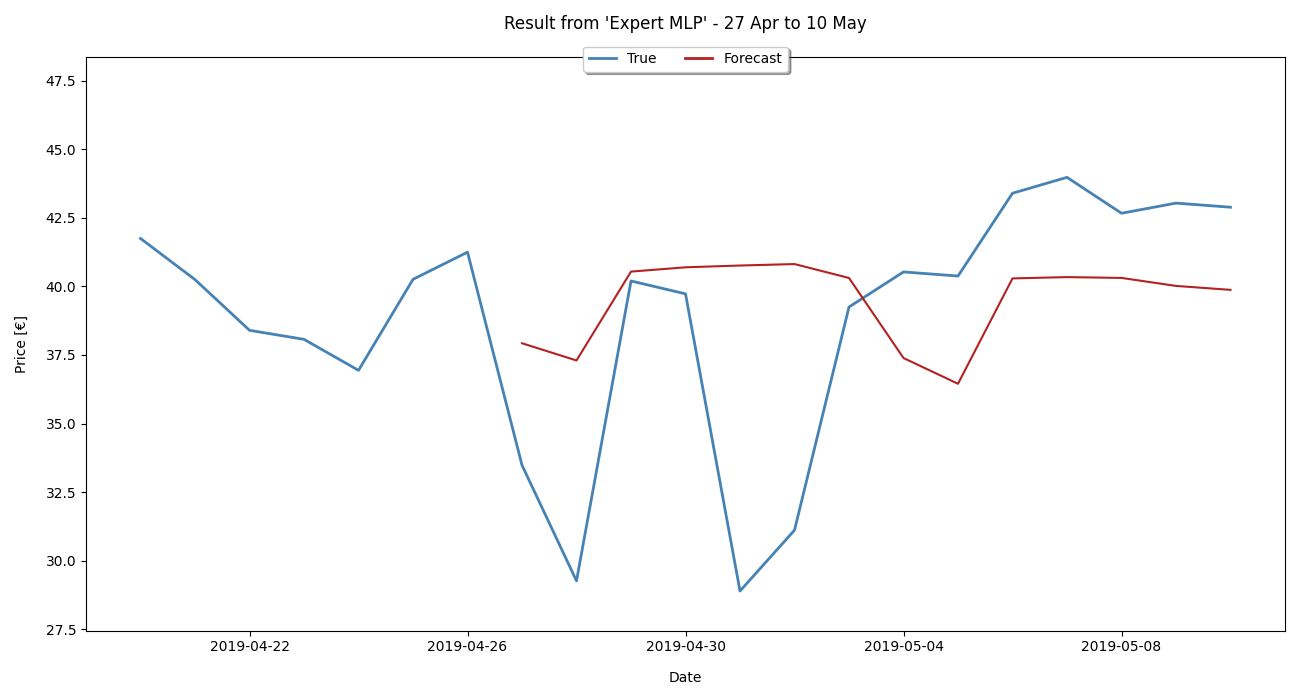 Result from 'Expert MLP' - 27 Apr to 10 May
True Forecast
47.5
45.0
42.5
40.0
37.5
35.0
32.5
30.0
27.5
Price [€]
2019-04-22 2019-04-26 2019-04-30 2019-05-04 2019-05-08
Date